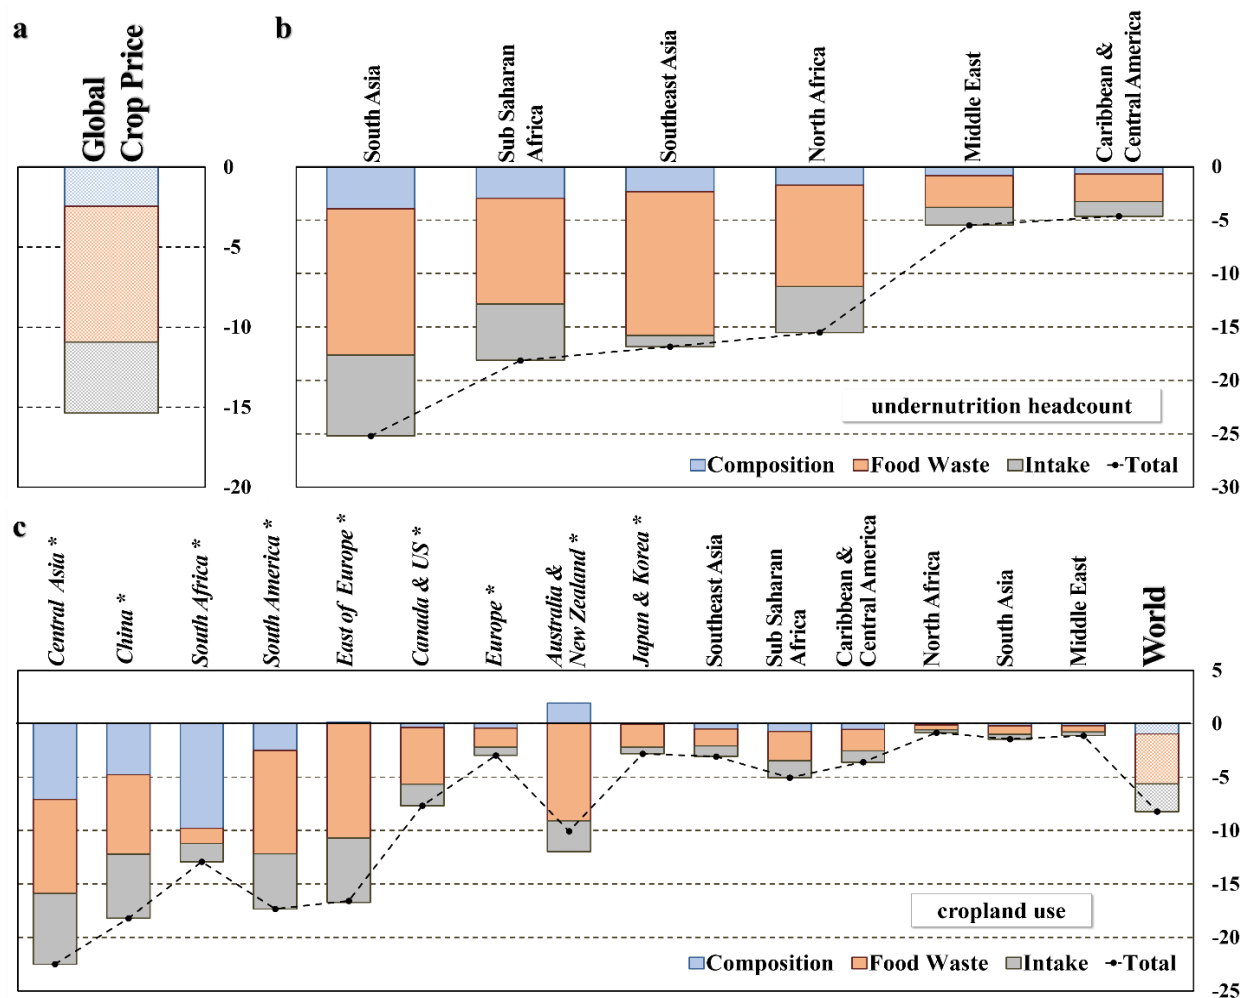 a
Global
Crop Price
0
-5
-10
-15
-20
b
South Asia
Sub Saharan
Africa
Southeast Asia
North Africa
Middle East
Caribbean &
Central America
0
-5
-10
-15
-20
-25
-30
undernutrition headcount
Composition
Food Waste
Intake
Total
c
Central Asia *
China *
South Africa *
South America *
East of Europe *
Canada & US *
Europe *
Australia &
New Zealand *
Japan & Korea *
Southeast Asia
Sub Saharan
Africa
Caribbean &
Central America
North Africa
South Asia
Middle East
World
5
0
-5
-10
-15
-20
-25
cropland use
Composition
Food Waste
Intake
Total